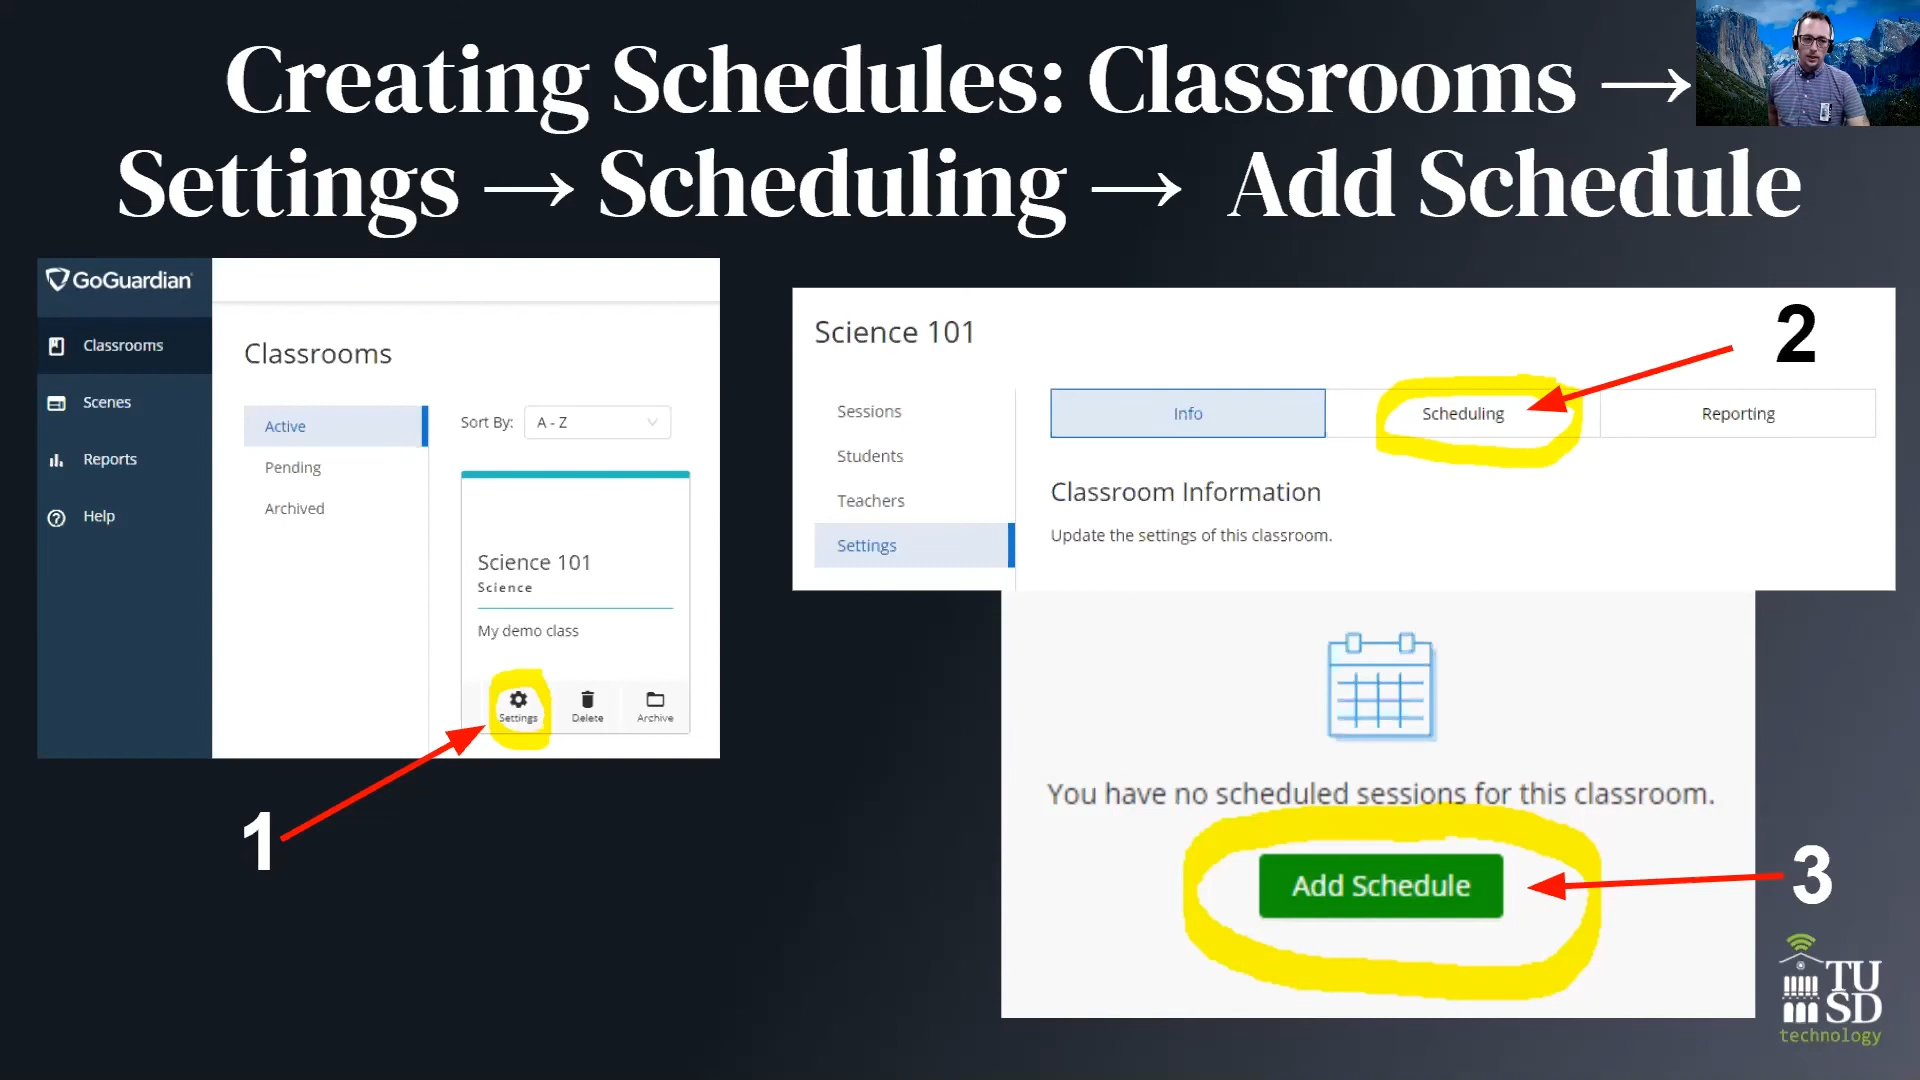 Creating Schedules: Classrooms →
Settings → Scheduling → Add Schedule
GoGuardian
Classrooms
Scenes
Reports
Help
Classrooms
Active
Pending
Archived
Sort By:
A - Z
Science 101
Science
My demo class
Settings
Delete
Archive
1
Science 101
2
Sessions
Students
Teachers
Settings
Info
Scheduling
Reporting
Classroom Information
Update the settings of this classroom.
You have no scheduled sessions for this classroom.
Add Schedule
3
TU
SD
technology